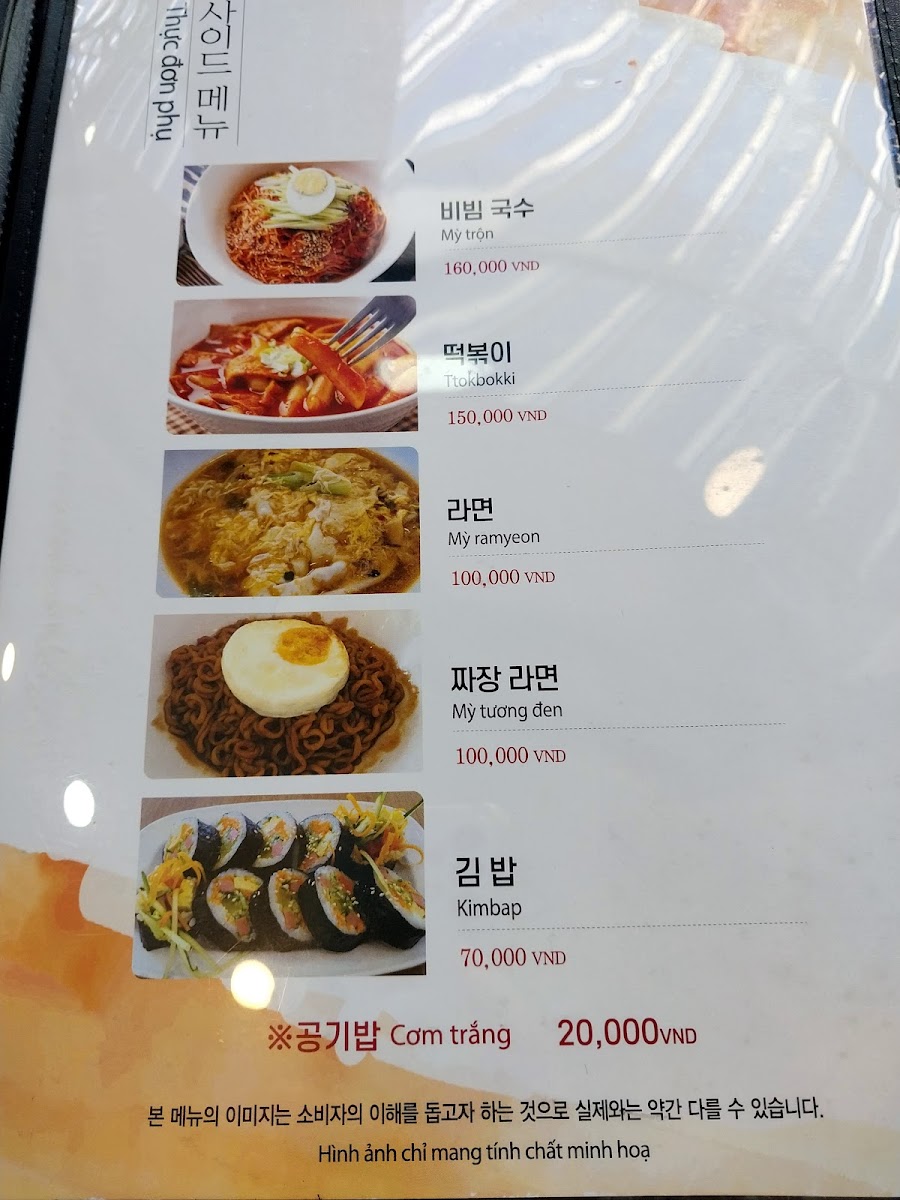 사이드 메뉴
Thực đơn phụ
비빔 국수
Mỳ trộn
160,000 VND
떡볶이
Ttokbokki
150,000 VND
라면
Mỳ ramyeon
100,000 VND
짜장 라면
Mỳ tương đen
100,000 VND
김 밥
Kimbap
70,000 VND
※공기밥 Cơm trắng 20,000VND
본 메뉴의 이미지는 소비자의 이해를 돕고자 하는 것으로 실제와는 약간 다를 수 있습니다.
Hình ảnh chỉ mang tính chất minh hoạ